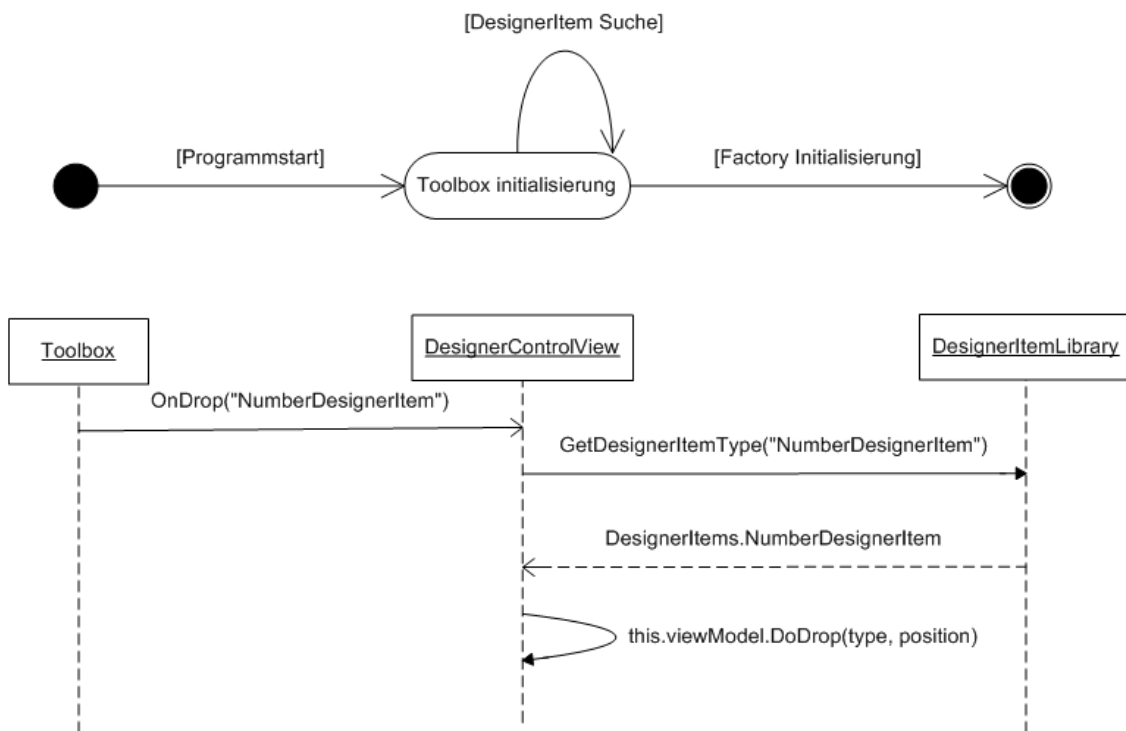 [DesignerItem Suche]
[Programmstart]
[Factory Initialisierung]
Toolbox initialisierung
Toolbox
DesignerControlView
DesignerItemLibrary
OnDrop("NumberDesignerItem")
GetDesignerItemType("NumberDesignerItem")
DesignerItems.NumberDesignerItem
this.viewModel.DoDrop(type, position)